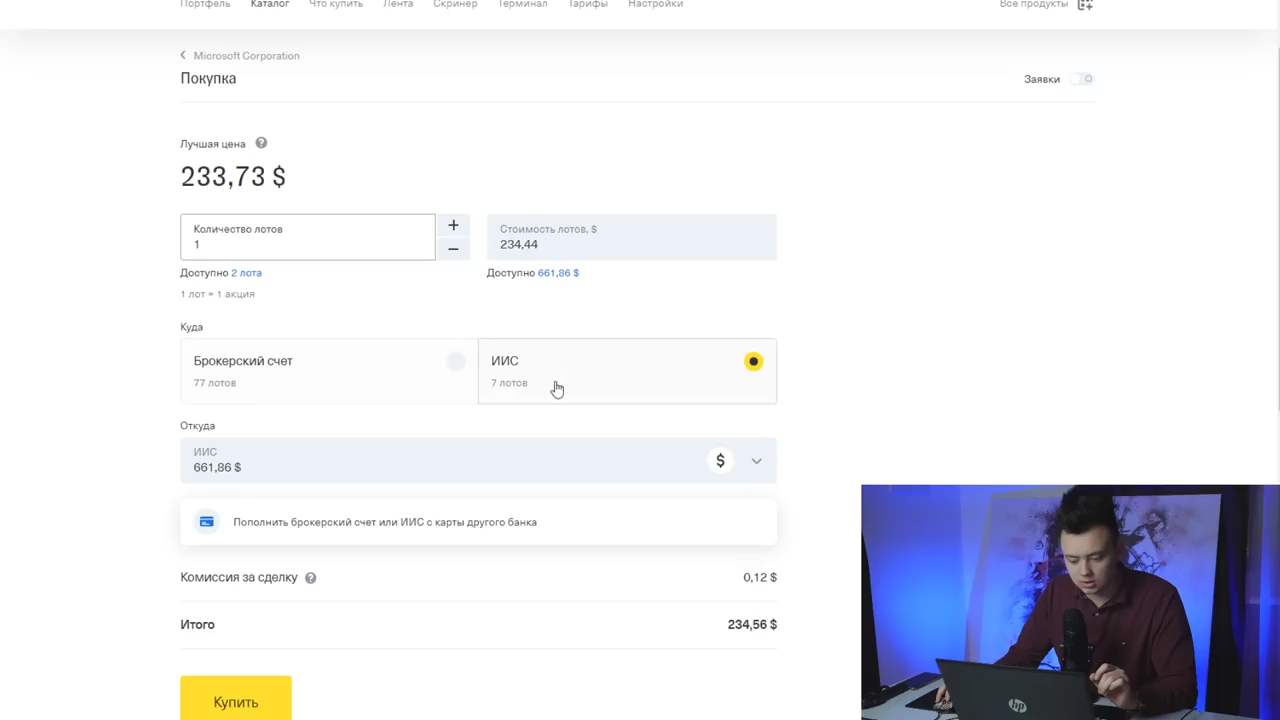 Портфель Каталог Что купить Лента Скринер Терминал Тарифы Настройки Все продукты
Microsoft Corporation
Покупка
Заявки
Лучшая цена ?
233,73 $
Количество лотов
1
+
−
Стоимость лотов, $
234,44
Доступно 2 лота
Доступно 661,86 $
1 лот = 1 акция
Куда
Брокерский счет
77 лотов
ИИС
7 лотов
Откуда
ИИС
661,86 $
$
Пополнить брокерский счет или ИИС с карты другого банка
Комиссия за сделку ?
0,12 $
Итого
234,56 $
Купить
hp